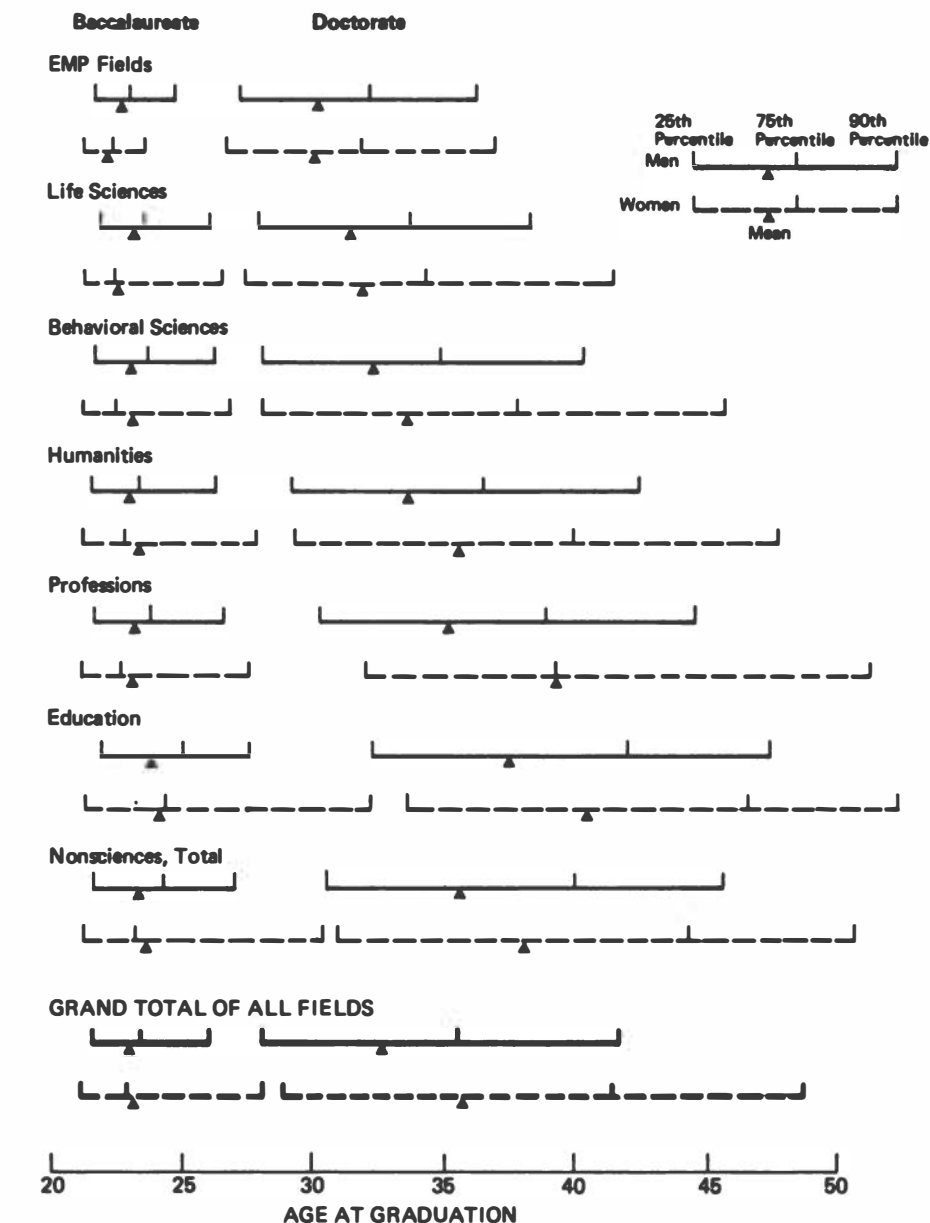 Baccalaureate Doctorate
EMP Fields
25th 75th 90th
Percentile Percentile Percentile
Men
Life Sciences
Women
Mean
Behavioral Sciences
Humanities
Professions
Education
Nonsciences, Total
GRAND TOTAL OF ALL FIELDS
20 25 30 35 40 45 50
AGE AT GRADUATION